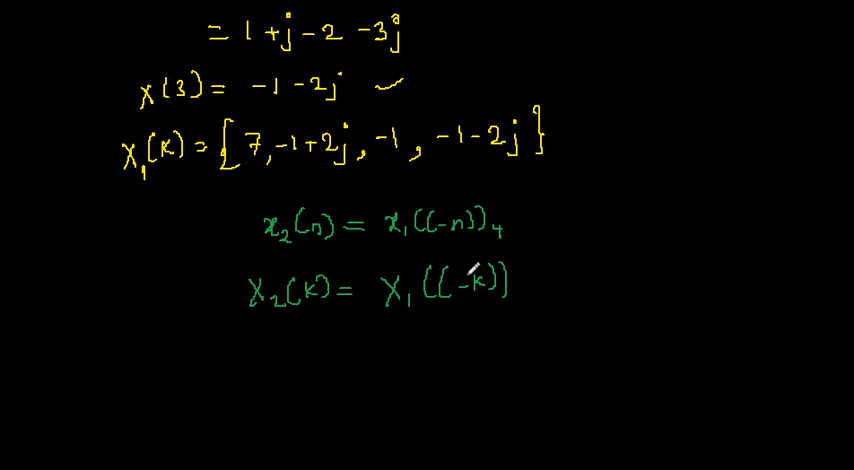 = 1 + j - 2 - 3j
X(3) = -1 - 2j
X₁(K) = [ 7, -1 + 2j, -1, -1 - 2j }
x₂(n) = x₁((-n))₄
X₂(K) = X₁((-K))